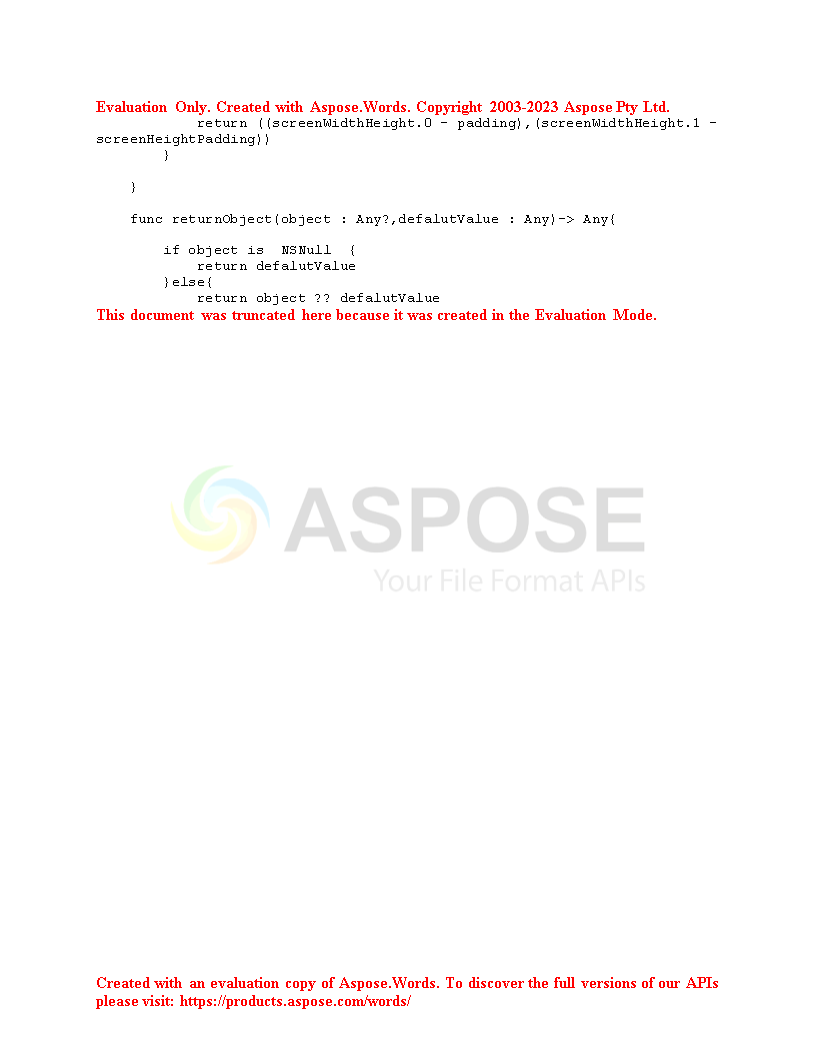 Evaluation Only. Created with Aspose.Words. Copyright 2003-2023 Aspose Pty Ltd.
            return ((screenWidthHeight.0 - padding),(screenWidthHeight.1 -
screenHeightPadding))
        }
    }
    func returnObject(object : Any?,defalutValue : Any)-> Any{
        if object is  NSNull  {
            return defalutValue
        }else{
            return object ?? defalutValue
This document was truncated here because it was created in the Evaluation Mode.
ASPOSE
Your File Format APIs
Created with an evaluation copy of Aspose.Words. To discover the full versions of our APIs
please visit: https://products.aspose.com/words/